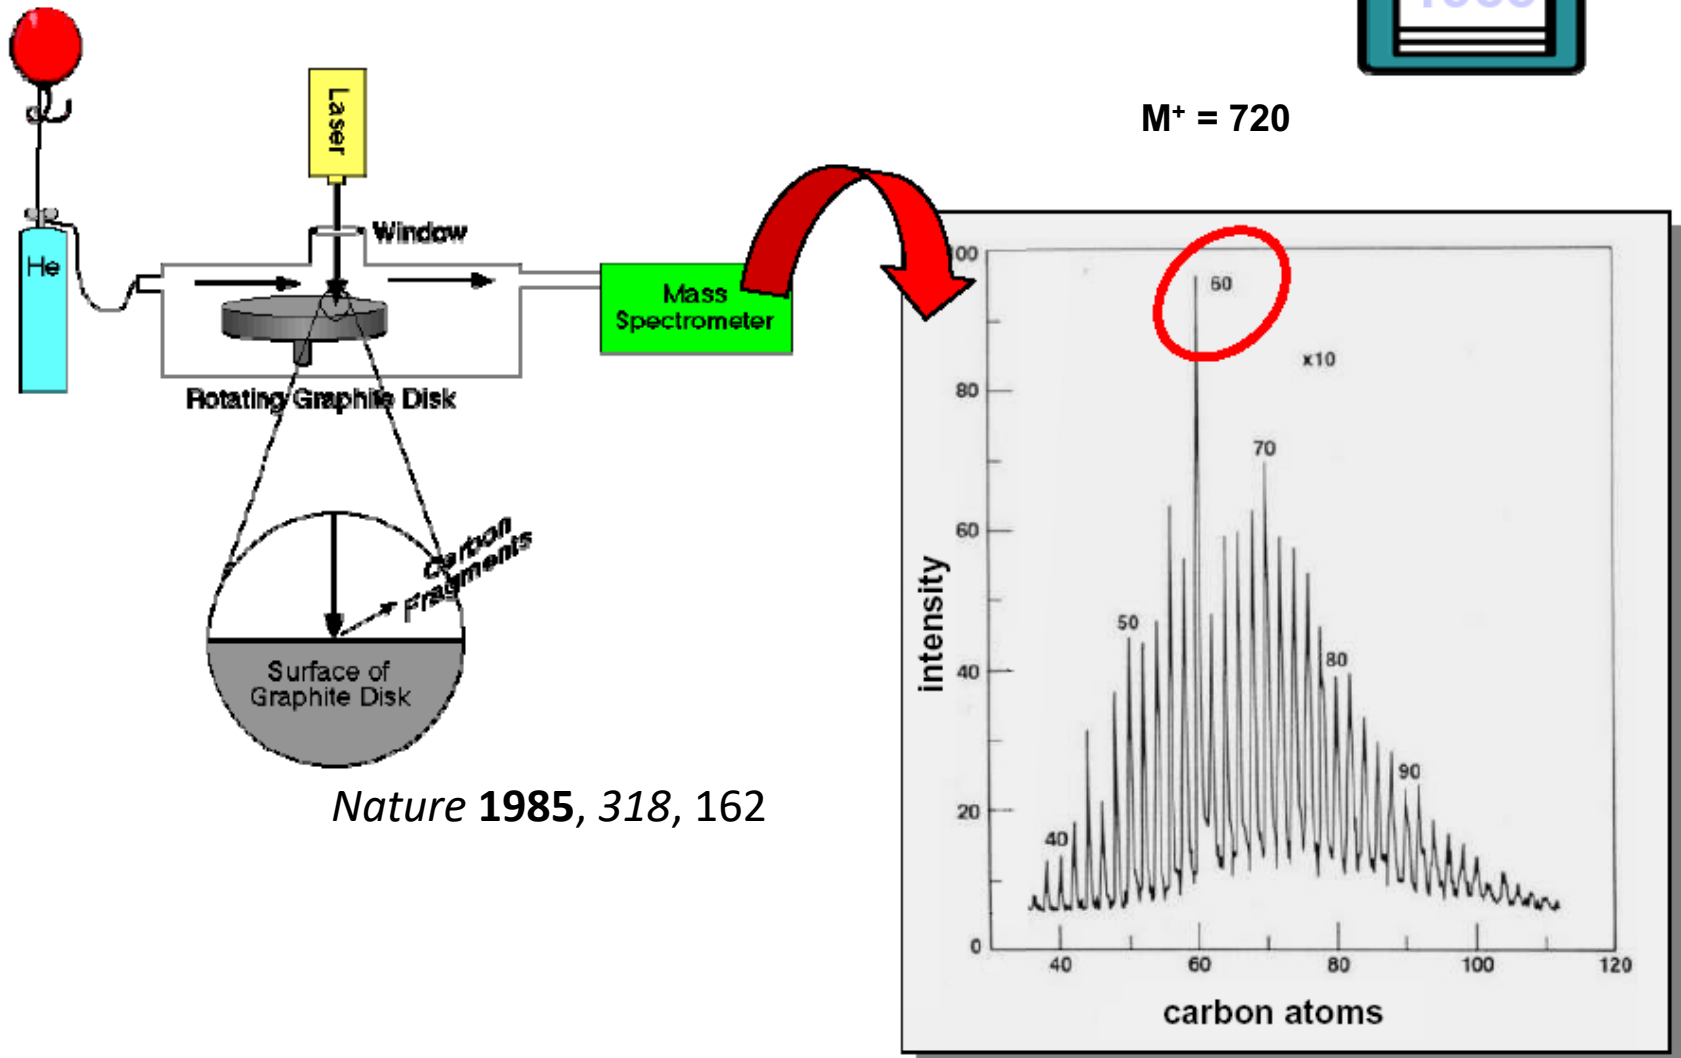 M⁺ = 720
Laser
Window
He
Mass
Spectrometer
Rotating Graphite Disk
Carbon
Fragments
Surface of
Graphite Disk
Nature 1985, 318, 162
100
80
60
40
20
0
intensity
60
x10
70
50
80
90
40
40
60
80
100
120
carbon atoms